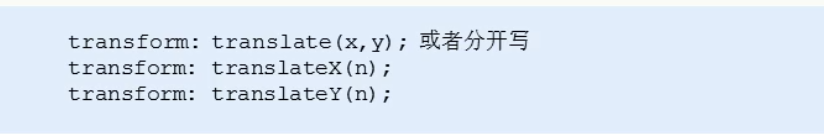 transform: translate(x,y); 或者分开写
transform: translateX(n);
transform: translateY(n);